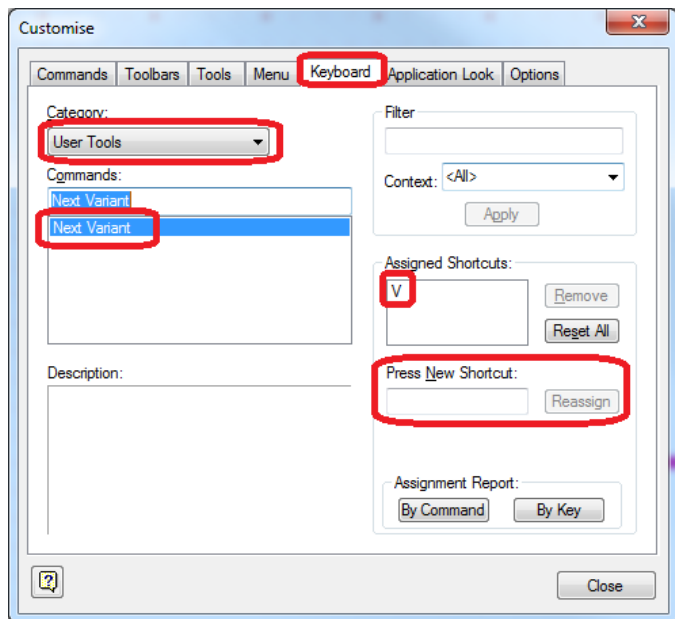 Customise
Commands Toolbars Tools Menu Keyboard Application Look Options
Category:
User Tools
Commands:
Next Variant
Next Variant
Description:
Filter
Context: <All>
Apply
Assigned Shortcuts:
V
Remove
Reset All
Press New Shortcut:
Reassign
Assignment Report:
By Command By Key
Close